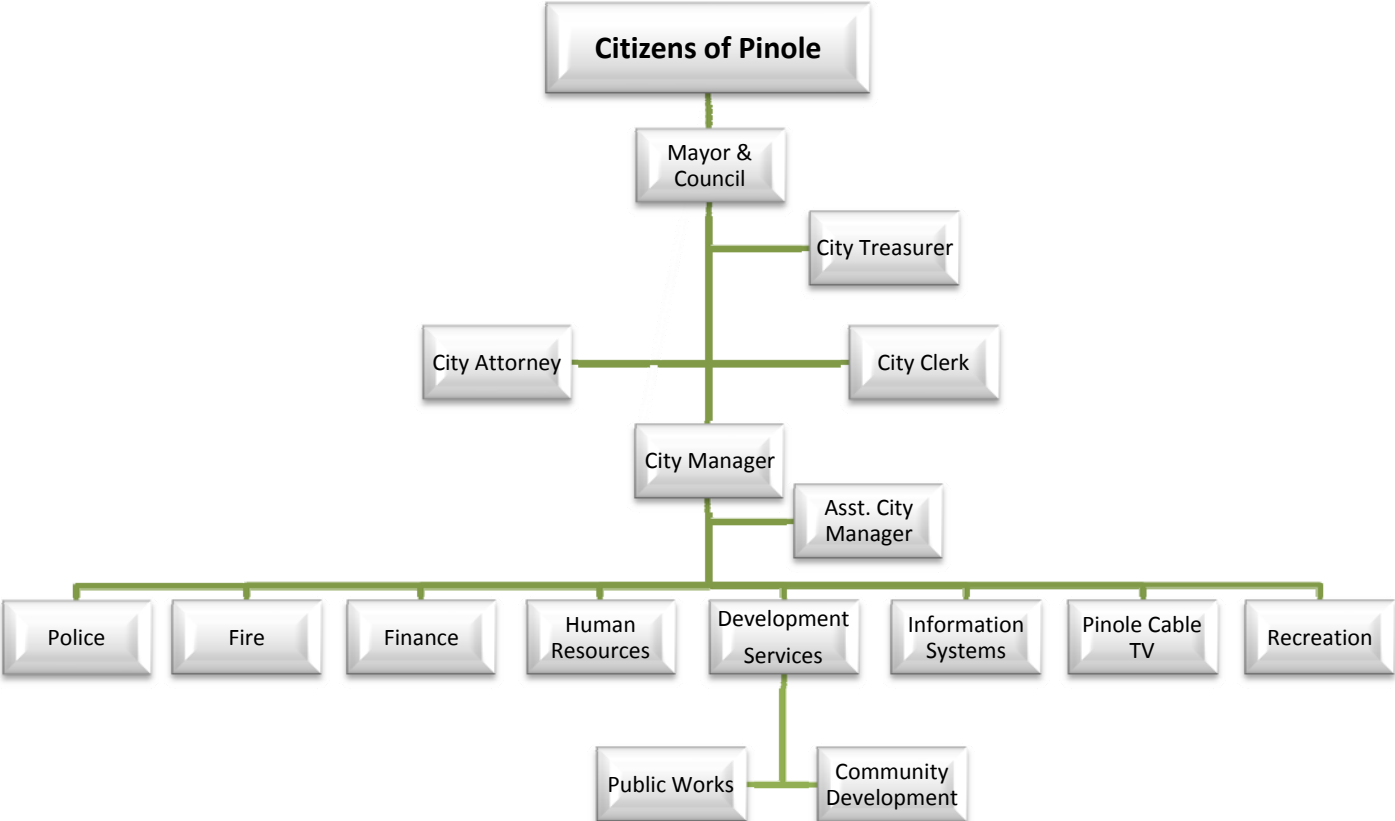 Citizens of Pinole
Mayor &
Council
City Treasurer
City Attorney
City Clerk
City Manager
Asst. City
Manager
Police
Fire
Finance
Human
Resources
Development
Services
Information
Systems
Pinole Cable
TV
Recreation
Public Works
Community
Development